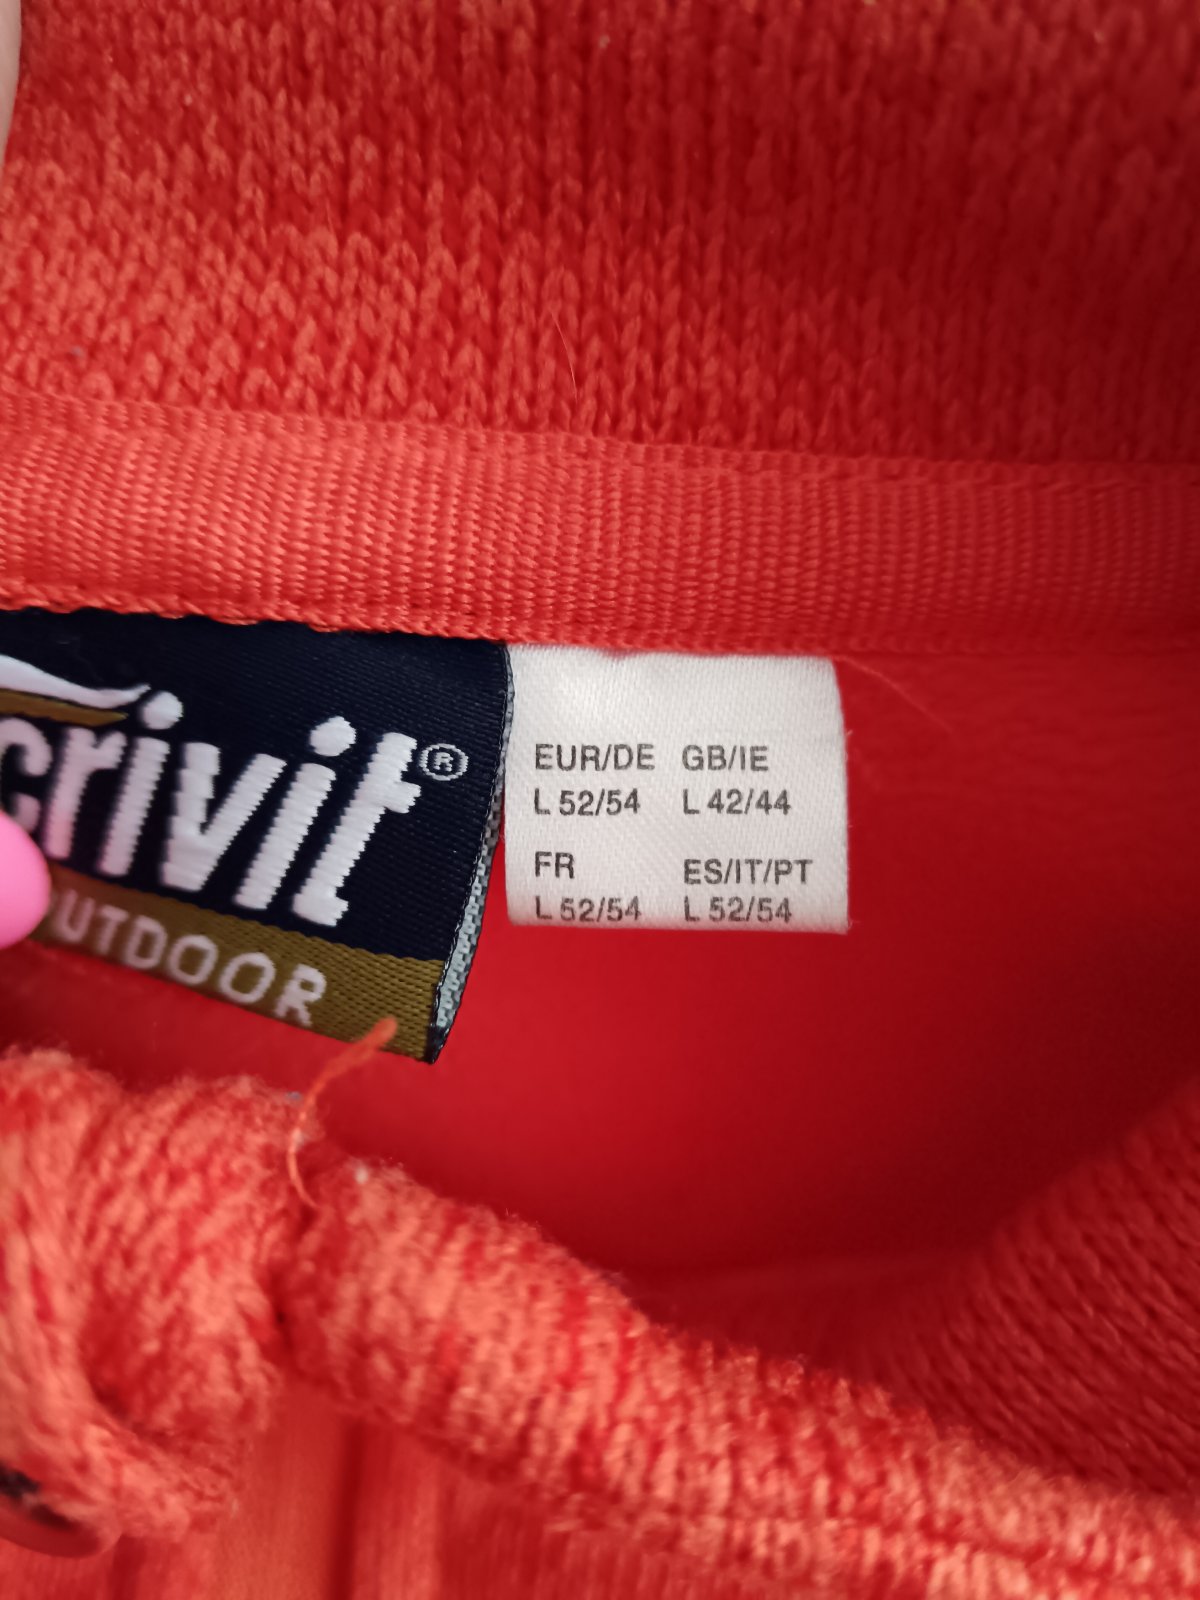 crivit®
OUTDOOR
EUR/DE GB/IE
L 52/54 L 42/44
FR ES/IT/PT
L 52/54 L 52/54